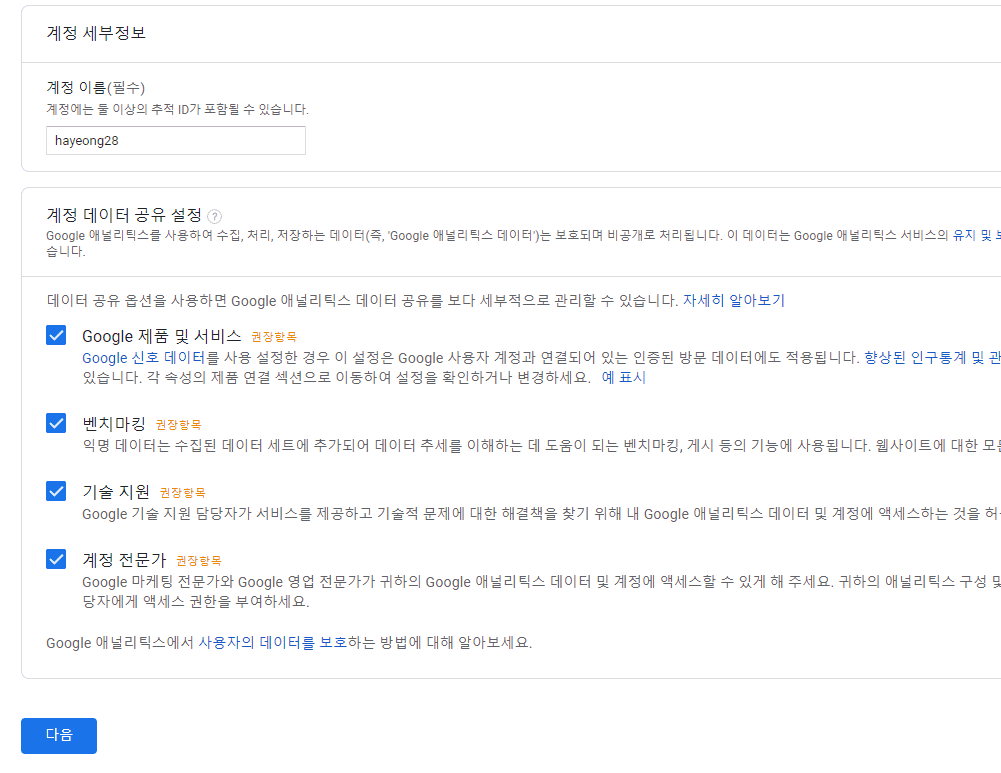 계정 세부정보
계정 이름(필수)
계정에는 둘 이상의 추적 ID가 포함될 수 있습니다.
hayeong28
계정 데이터 공유 설정 ?
Google 애널리틱스를 사용하여 수집, 처리, 저장하는 데이터(즉, 'Google 애널리틱스 데이터')는 보호되며 비공개로 처리됩니다. 이 데이터는 Google 애널리틱스 서비스의 유지 및
습니다.
데이터 공유 옵션을 사용하면 Google 애널리틱스 데이터 공유를 보다 세부적으로 관리할 수 있습니다. 자세히 알아보기
Google 제품 및 서비스 권장항목
Google 신호 데이터를 사용 설정한 경우 이 설정은 Google 사용자 계정과 연결되어 있는 인증된 방문 데이터에도 적용됩니다. 향상된 인구통계 및 관
있습니다. 각 속성의 제품 연결 섹션으로 이동하여 설정을 확인하거나 변경하세요. 예 표시
벤치마킹 권장항목
익명 데이터는 수집된 데이터 세트에 추가되어 데이터 추세를 이해하는 데 도움이 되는 벤치마킹, 게시 등의 기능에 사용됩니다. 웹사이트에 대한 모든
기술 지원 권장항목
Google 기술 지원 담당자가 서비스를 제공하고 기술적 문제에 대한 해결책을 찾기 위해 내 Google 애널리틱스 데이터 및 계정에 액세스하는 것을 허
계정 전문가 권장항목
Google 마케팅 전문가와 Google 영업 전문가가 귀하의 Google 애널리틱스 데이터 및 계정에 액세스할 수 있게 해 주세요. 귀하의 애널리틱스 구성 및
당자에게 액세스 권한을 부여하세요.
Google 애널리틱스에서 사용자의 데이터를 보호하는 방법에 대해 알아보세요.
다음